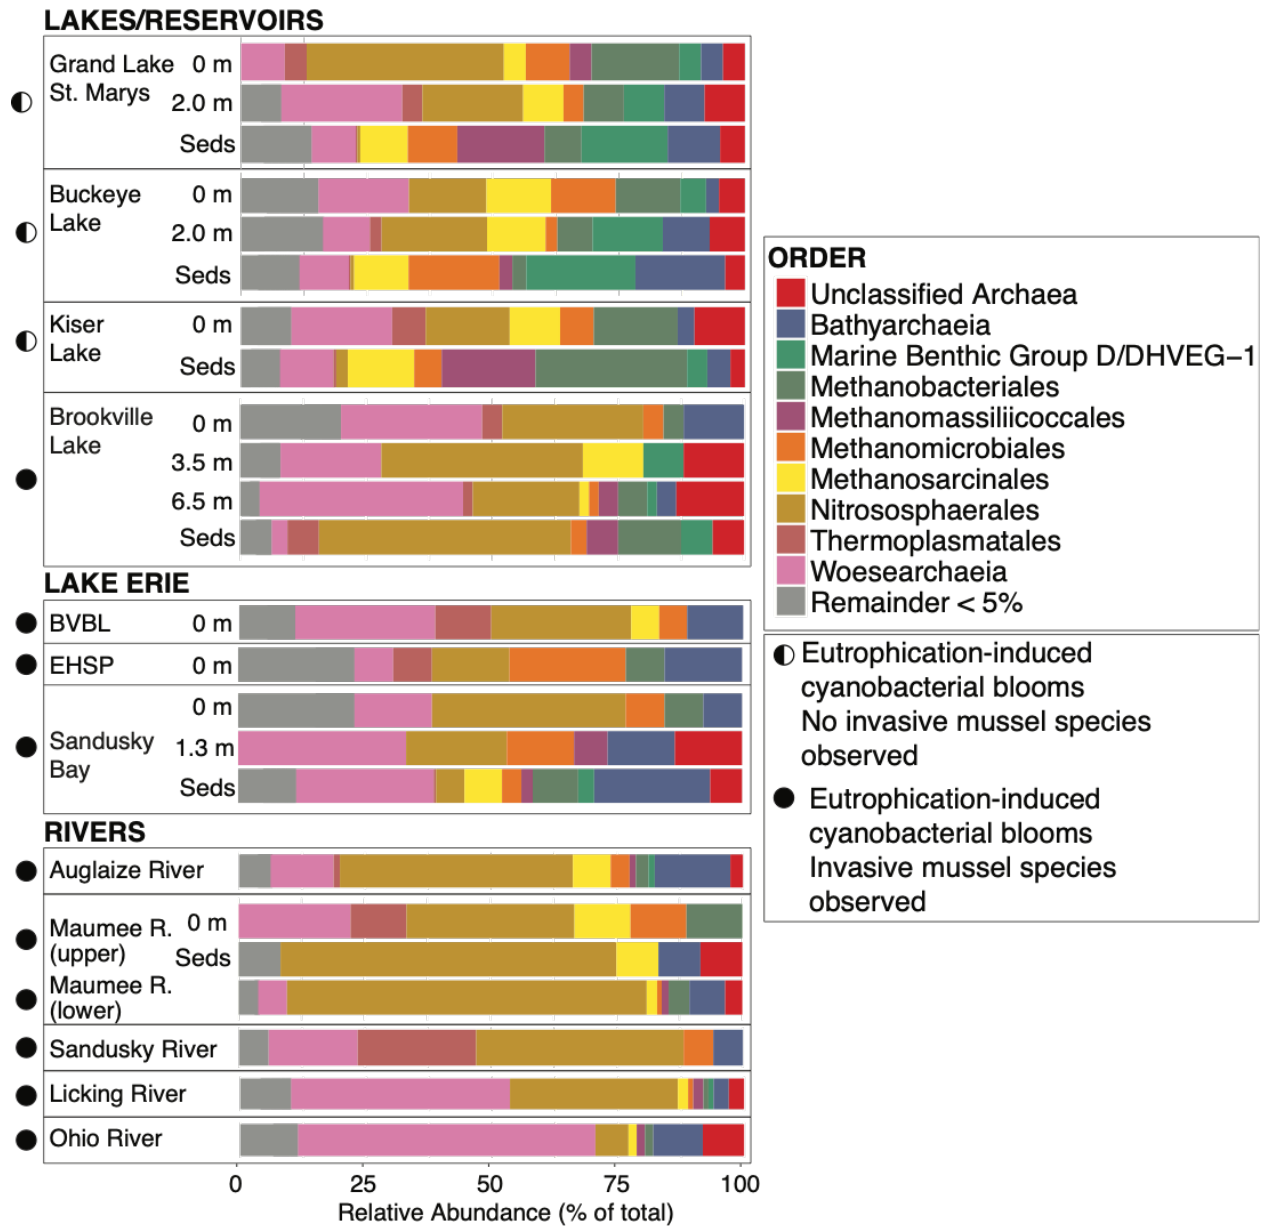 LAKES/RESERVOIRS
Grand Lake 0 m
St. Marys
2.0 m
Seds
Buckeye 0 m
Lake
2.0 m
Seds
Kiser 0 m
Lake
Seds
Brookville 0 m
Lake
3.5 m
6.5 m
Seds
LAKE ERIE
BVBL 0 m
EHSP 0 m
0 m
Sandusky 1.3 m
Bay
Seds
RIVERS
Auglaize River
Maumee R. 0 m
(upper) Seds
Maumee R.
(lower)
Sandusky River
Licking River
Ohio River
0 25 50 75 100
Relative Abundance (% of total)
ORDER
Unclassified Archaea
Bathyarchaeia
Marine Benthic Group D/DHVEG−1
Methanobacteriales
Methanomassiliicoccales
Methanomicrobiales
Methanosarcinales
Nitrososphaerales
Thermoplasmatales
Woesearchaeia
Remainder < 5%
Eutrophication-induced
cyanobacterial blooms
No invasive mussel species
observed
Eutrophication-induced
cyanobacterial blooms
Invasive mussel species
observed